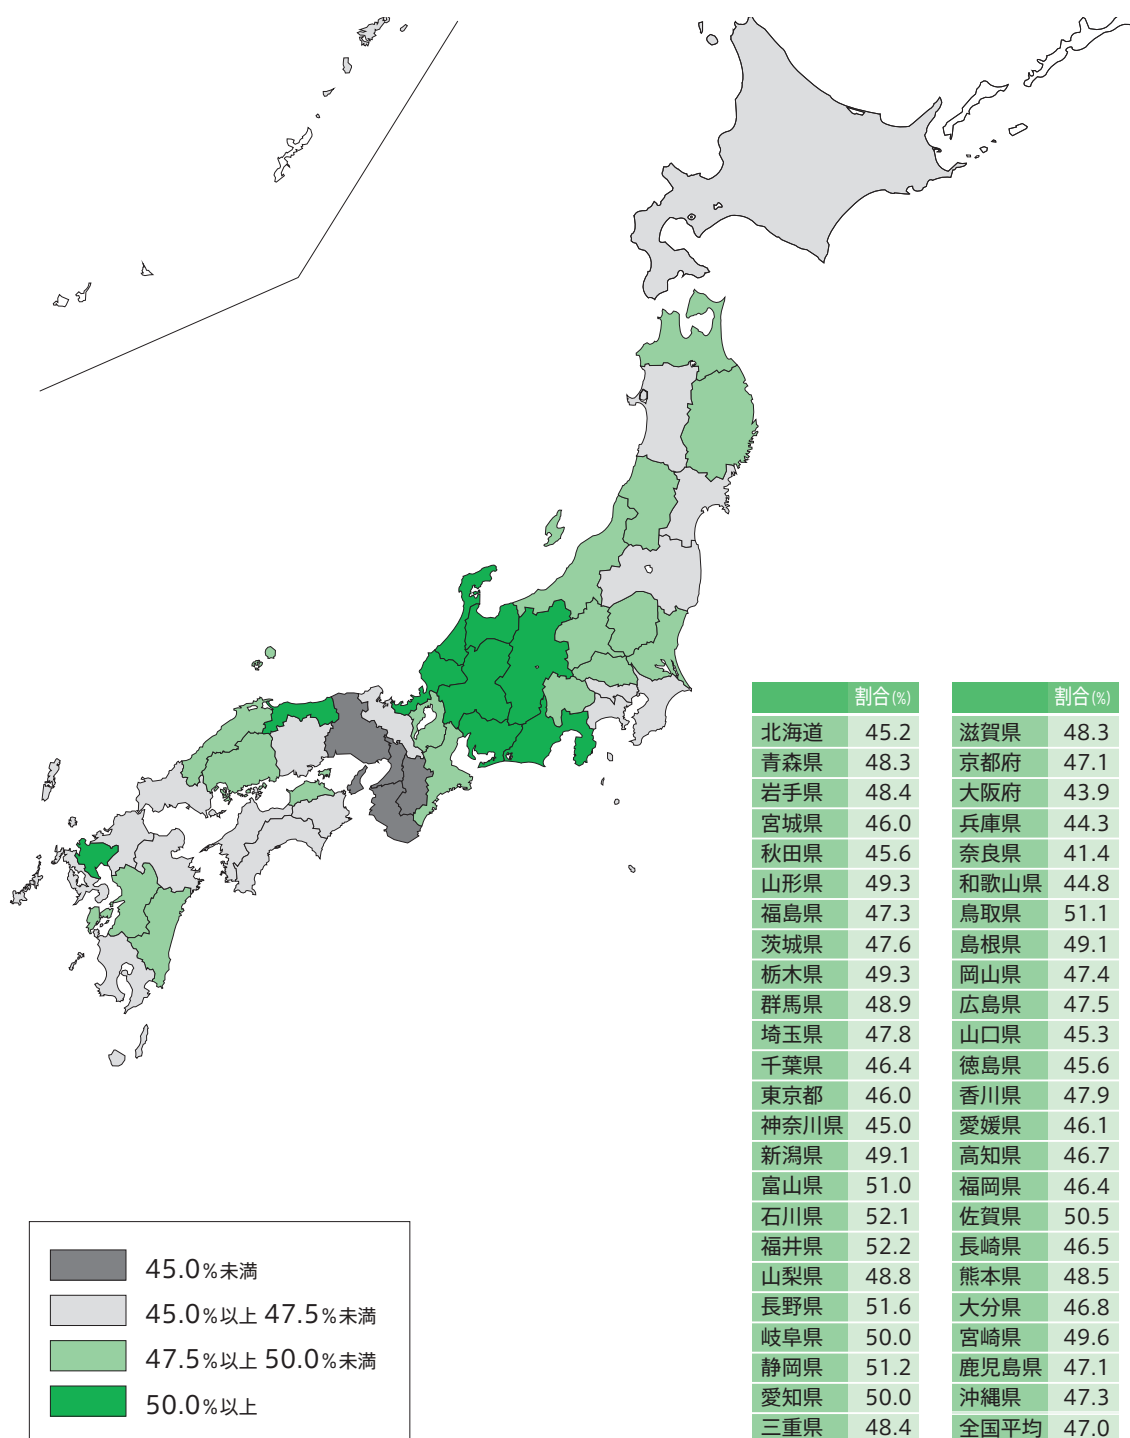 割合(%)
北海道 45.2
青森県 48.3
岩手県 48.4
宮城県 46.0
秋田県 45.6
山形県 49.3
福島県 47.3
茨城県 47.6
栃木県 49.3
群馬県 48.9
埼玉県 47.8
千葉県 46.4
東京都 46.0
神奈川県 45.0
新潟県 49.1
富山県 51.0
石川県 52.1
福井県 52.2
山梨県 48.8
長野県 51.6
岐阜県 50.0
静岡県 51.2
愛知県 50.0
三重県 48.4
割合(%)
滋賀県 48.3
京都府 47.1
大阪府 43.9
兵庫県 44.3
奈良県 41.4
和歌山県 44.8
鳥取県 51.1
島根県 49.1
岡山県 47.4
広島県 47.5
山口県 45.3
徳島県 45.6
香川県 47.9
愛媛県 46.1
高知県 46.7
福岡県 46.4
佐賀県 50.5
長崎県 46.5
熊本県 48.5
大分県 46.8
宮崎県 49.6
鹿児島県 47.1
沖縄県 47.3
全国平均 47.0
45.0%未満
45.0%以上 47.5%未満
47.5%以上 50.0%未満
50.0%以上